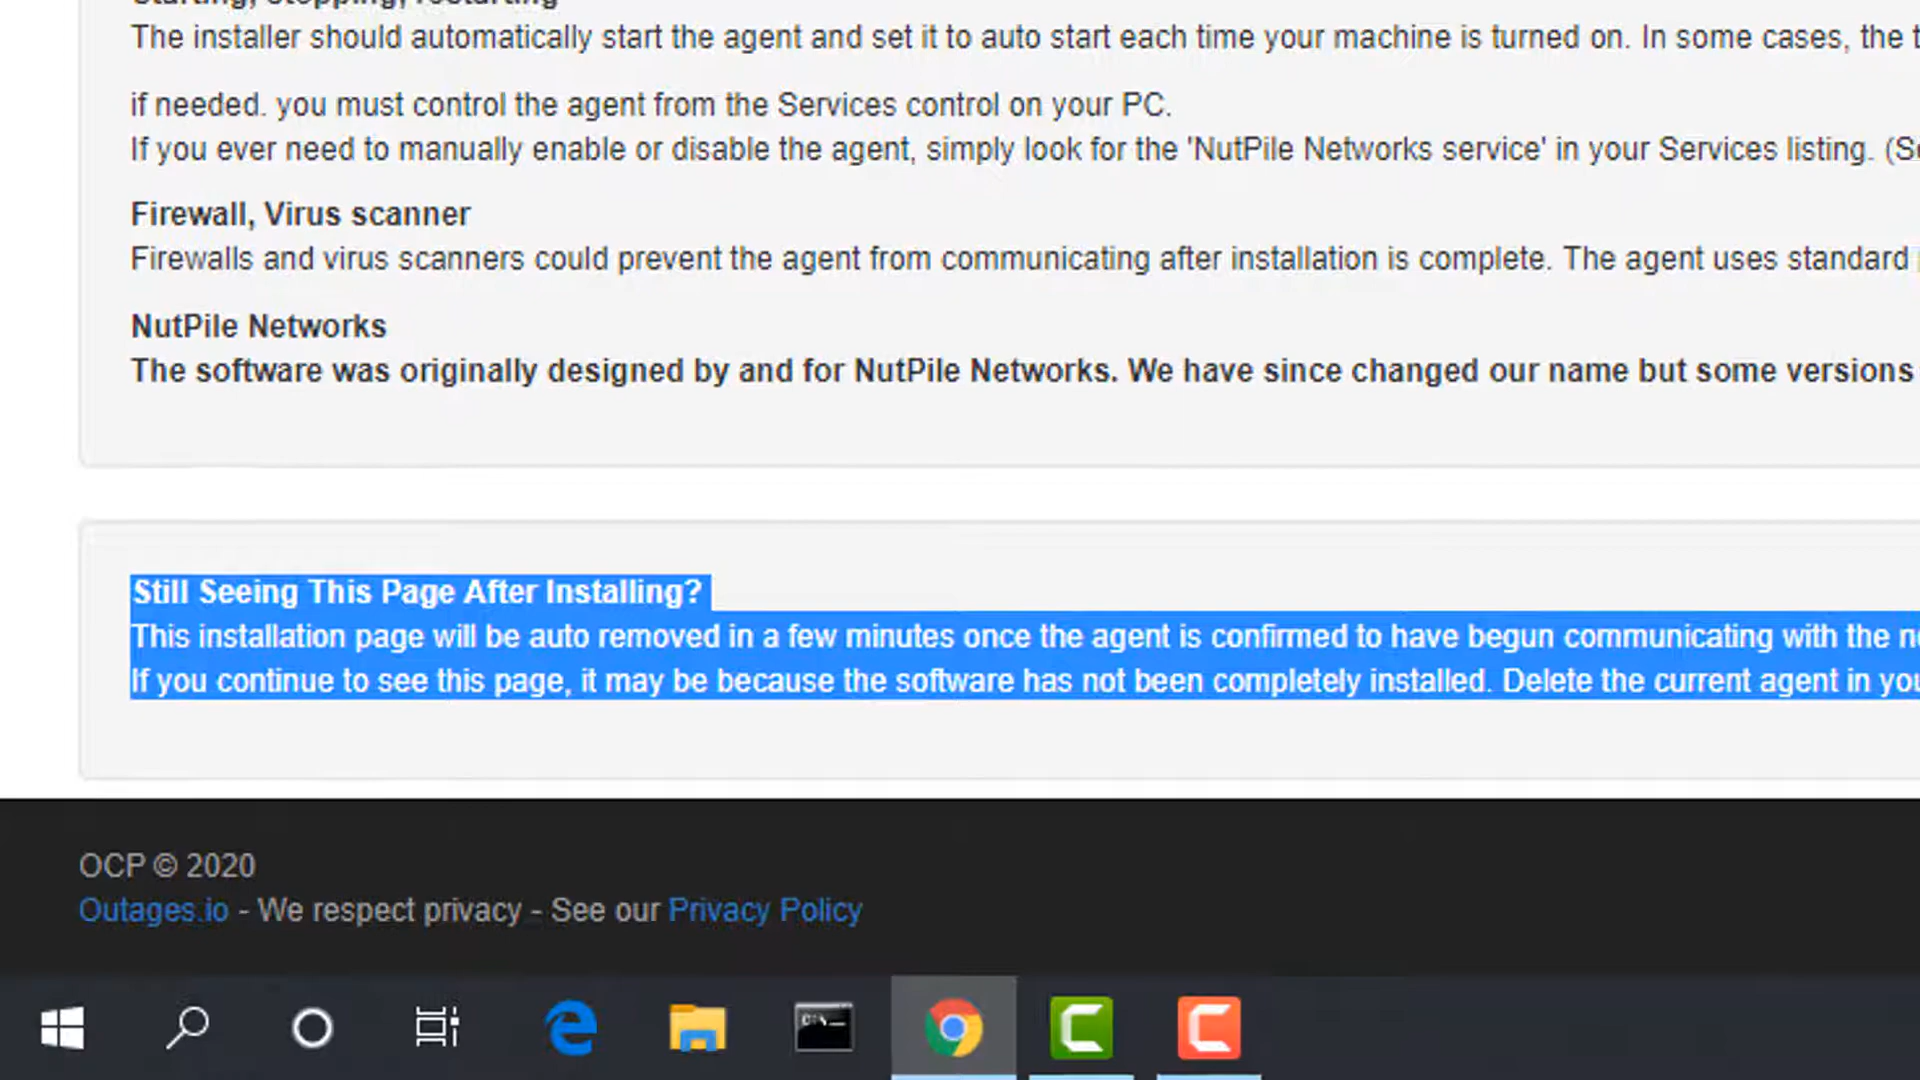 Starting, stopping, restarting
The installer should automatically start the agent and set it to auto start each time your machine is turned on. In some cases, the
if needed. you must control the agent from the Services control on your PC.
If you ever need to manually enable or disable the agent, simply look for the 'NutPile Networks service' in your Services listing.
Firewall, Virus scanner
Firewalls and virus scanners could prevent the agent from communicating after installation is complete. The agent uses standard
NutPile Networks
The software was originally designed by and for NutPile Networks. We have since changed our name but some versions
Still Seeing This Page After Installing?
This installation page will be auto removed in a few minutes once the agent is confirmed to have begun communicating with the
If you continue to see this page, it may be because the software has not been completely installed. Delete the current agent in
OCP © 2020
Outages.io - We respect privacy - See our Privacy Policy